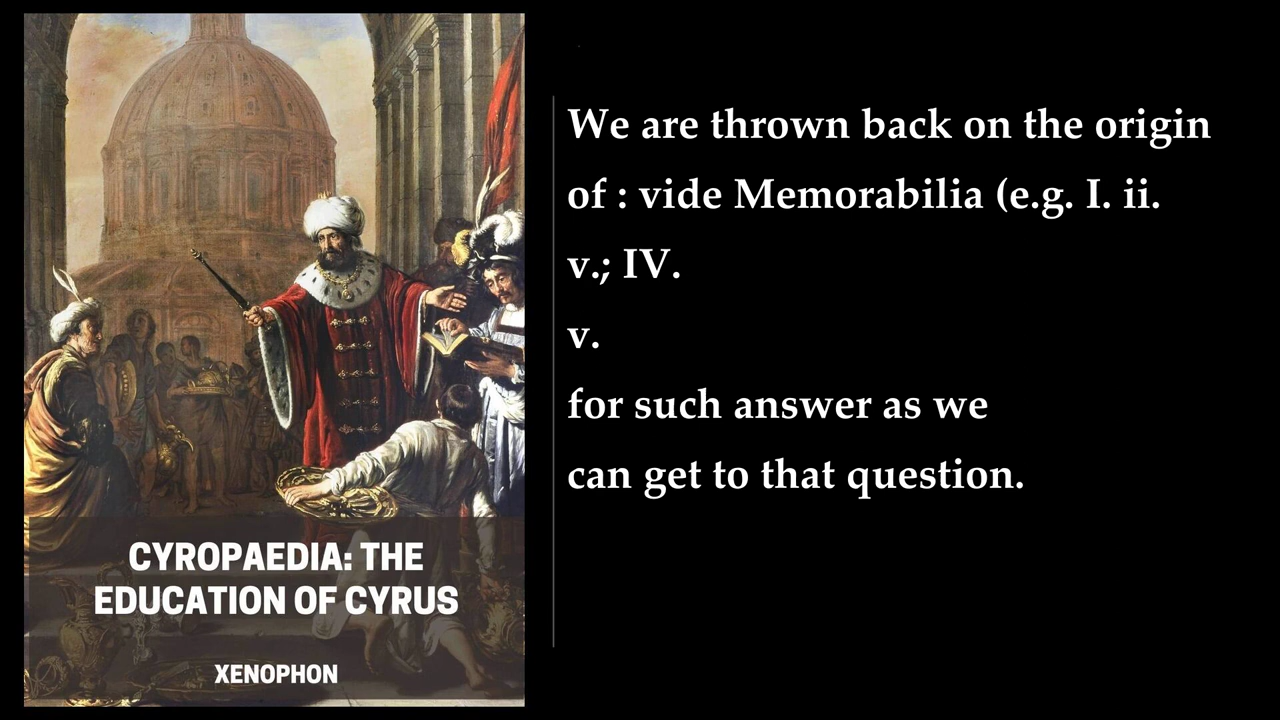 CYROPAEDIA: THE
EDUCATION OF CYRUS
XENOPHON
We are thrown back on the origin
of : vide Memorabilia (e.g. I. ii.
v.; IV.
v.
for such answer as we
can get to that question.